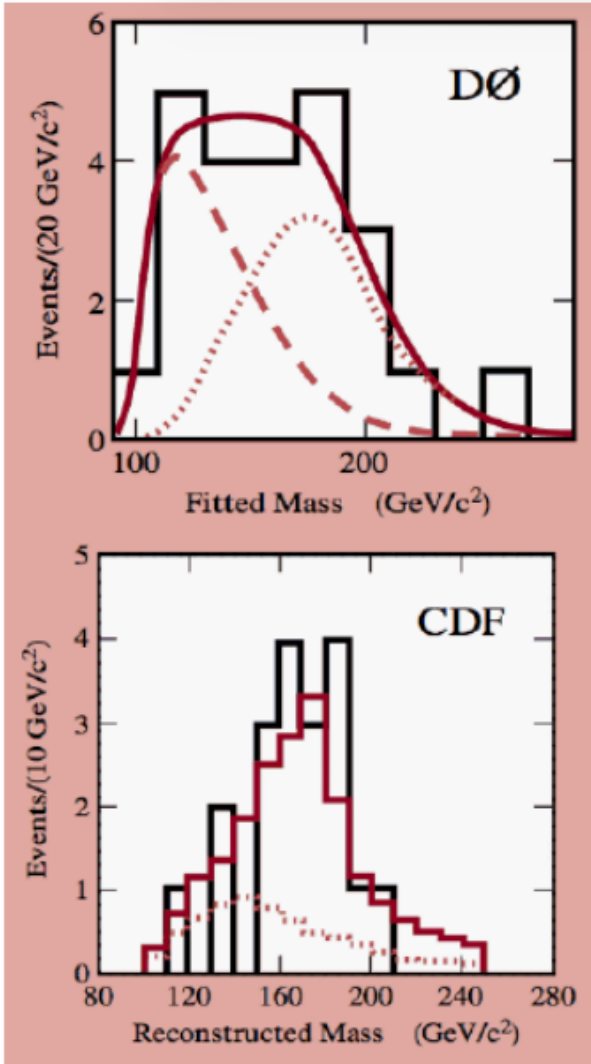 6
DØ
4
2
0
Events/(20 GeV/c²)
100 200
Fitted Mass (GeV/c²)
5
CDF
4
3
2
1
0
Events/(10 GeV/c²)
80 120 160 200 240 280
Reconstructed Mass (GeV/c²)